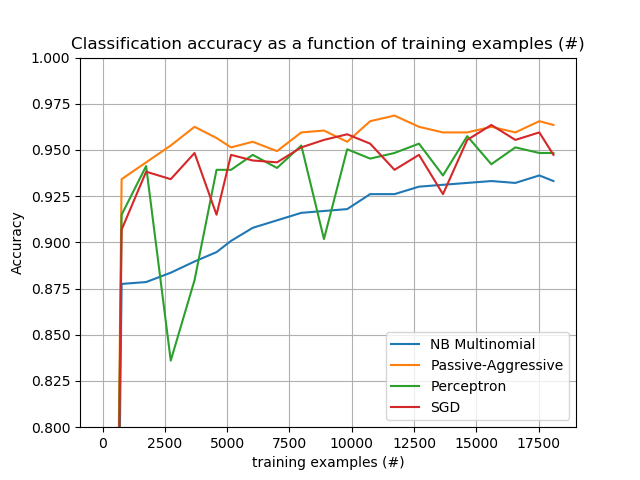 Classification accuracy as a function of training examples (#)
1.000
0.975
0.950
0.925
0.900
0.875
0.850
0.825
0.800
Accuracy
NB Multinomial
Passive-Aggressive
Perceptron
SGD
0 2500 5000 7500 10000 12500 15000 17500
training examples (#)